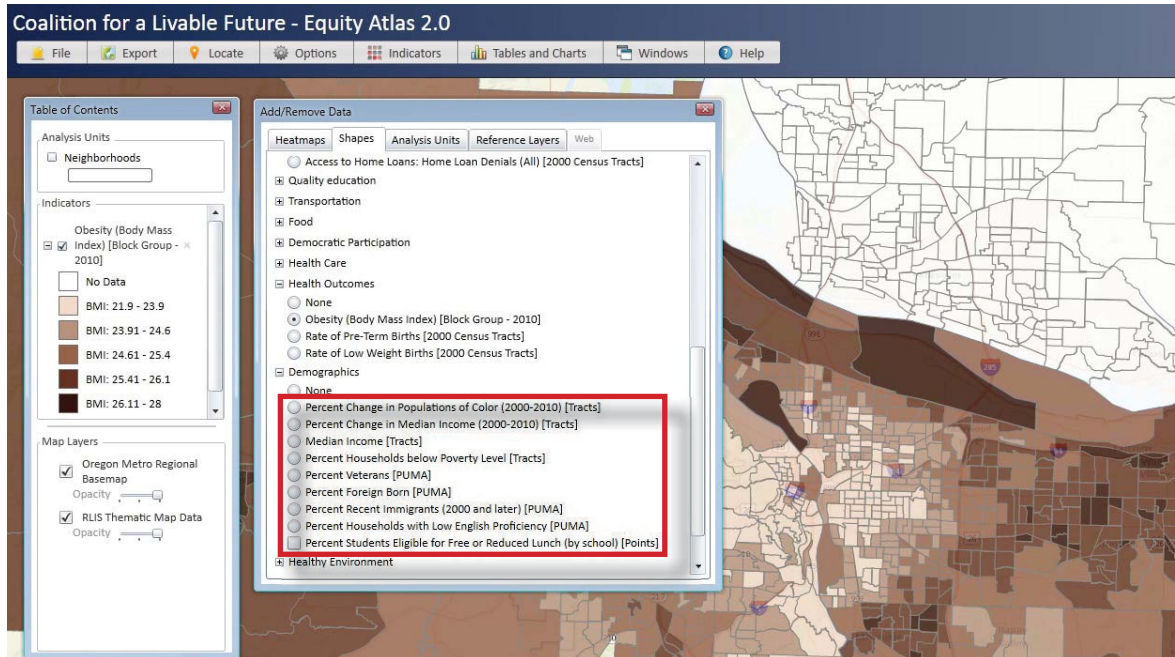 Coalition for a Livable Future - Equity Atlas 2.0
File Export Locate Options Indicators Tables and Charts Windows Help
Table of Contents
Analysis Units
Neighborhoods
Indicators
Obesity (Body Mass
Index) [Block Group -
2010]
No Data
BMI: 21.9 - 23.9
BMI: 23.91 - 24.6
BMI: 24.61 - 25.4
BMI: 25.41 - 26.1
BMI: 26.11 - 28
Map Layers
Oregon Metro Regional
Basemap
Opacity
RLIS Thematic Map Data
Opacity
Add/Remove Data
Heatmaps Shapes Analysis Units Reference Layers Web
Access to Home Loans: Home Loan Denials (All) [2000 Census Tracts]
Quality education
Transportation
Food
Democratic Participation
Health Care
Health Outcomes
None
Obesity (Body Mass Index) [Block Group - 2010]
Rate of Pre-Term Births [2000 Census Tracts]
Rate of Low Weight Births [2000 Census Tracts]
Demographics
None
Percent Change in Populations of Color (2000-2010) [Tracts]
Percent Change in Median Income (2000-2010) [Tracts]
Median Income [Tracts]
Percent Households below Poverty Level [Tracts]
Percent Veterans [PUMA]
Percent Foreign Born [PUMA]
Percent Recent Immigrants (2000 and later) [PUMA]
Percent Households with Low English Proficiency [PUMA]
Percent Students Eligible for Free or Reduced Lunch (by school) [Points]
Healthy Environment
205